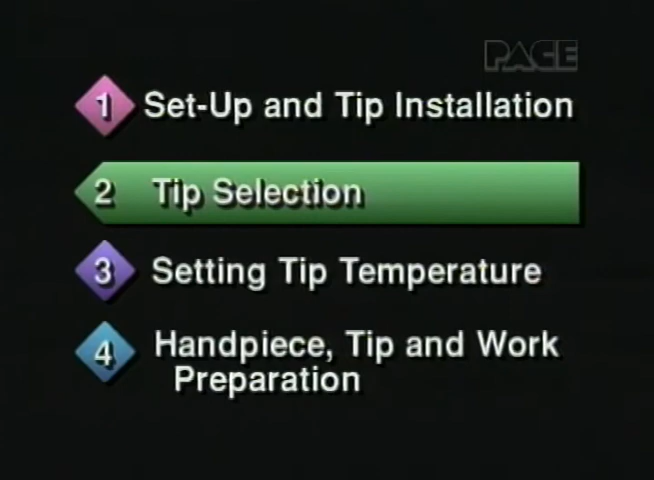 PACE
1 Set-Up and Tip Installation
2 Tip Selection
3 Setting Tip Temperature
4 Handpiece, Tip and Work
Preparation